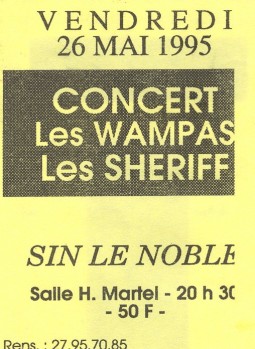 VENDREDI
26 MAI 1995
CONCERT
Les WAMPAS
Les SHERIFF
SIN LE NOBLE
Salle H. Martel - 20 h 30
- 50 F -
Rens. : 27.95.70.85